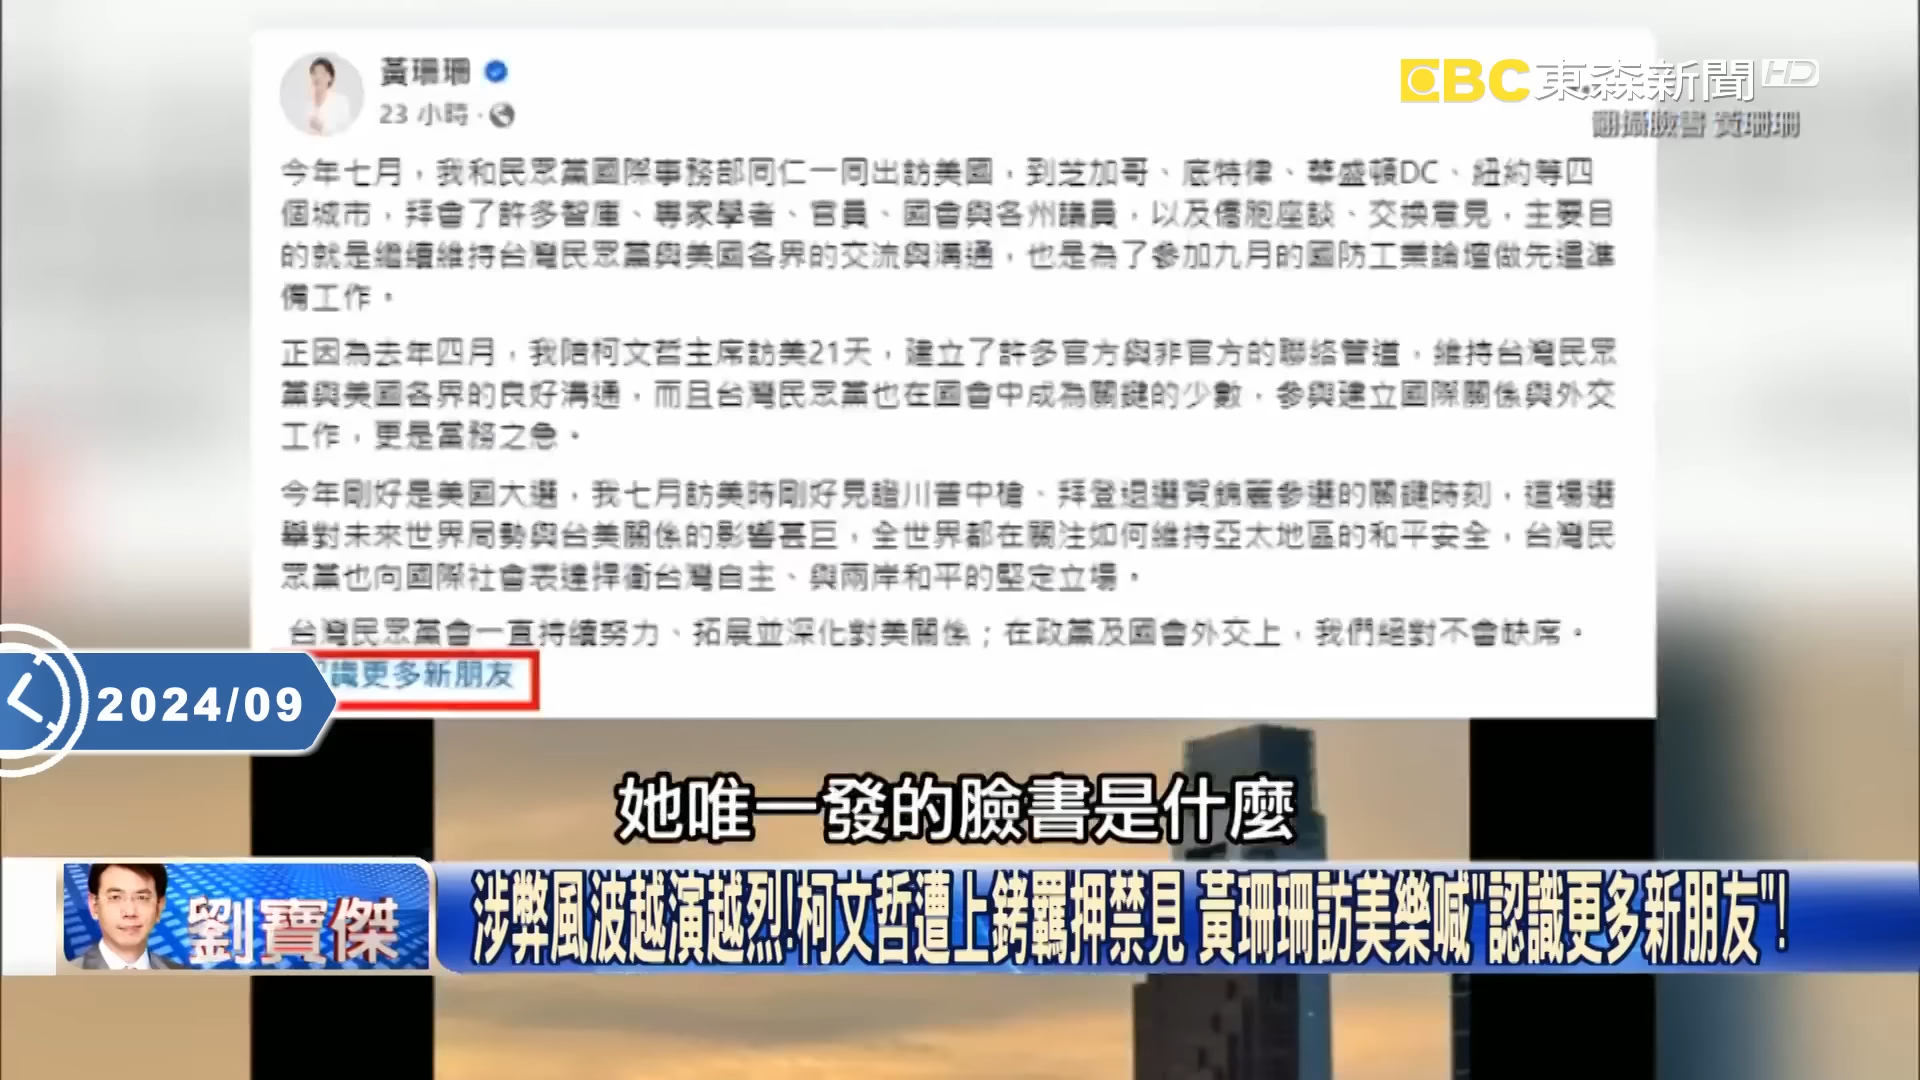 黃珊珊
23 小時
EBC 東森新聞 HD
翻攝臉書 黃珊珊
今年七月，我和民眾黨國際事務部同仁一同出訪美國，到芝加哥、底特律、華盛頓DC、紐約等四
個城市，拜會了許多智庫、專家學者、官員、國會與各州議員，以及僑胞座談、交換意見，主要目
的就是繼續維持台灣民眾黨與美國各界的交流與溝通，也是為了參加九月的國防工業論壇做先遣準
備工作。
正因為去年四月，我陪柯文哲主席訪美21天，建立了許多官方與非官方的聯絡管道，維持台灣民眾
黨與美國各界的良好溝通，而且台灣民眾黨也在國會中成為關鍵的少數，參與建立國際關係與外交
工作，更是當務之急。
今年剛好是美國大選，我七月訪美時剛好見證川普中槍、拜登退選賀錦麗參選的關鍵時刻，這場選
舉對未來世界局勢與台美關係的影響甚巨，全世界都在關注如何維持亞太地區的和平安全，台灣民
眾黨也向國際社會表達捍衛台灣自主、與兩岸和平的堅定立場。
台灣民眾黨會一直持續努力、拓展並深化對美關係；在政黨及國會外交上，我們絕對不會缺席。
識更多新朋友
2024/09
她唯一發的臉書是什麼
劉寶傑
涉弊風波越演越烈!柯文哲遭上銬羈押禁見 黃珊珊訪美樂喊"認識更多新朋友"!